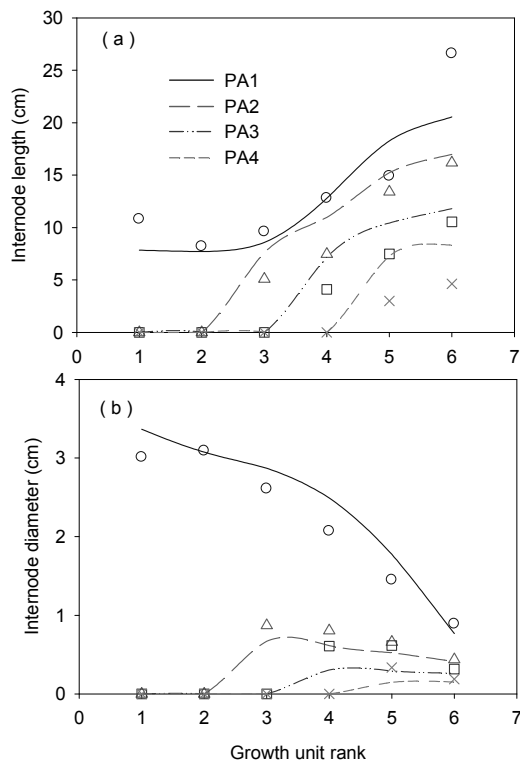 ( a )
Internode length (cm)
30
25
20
15
10
5
0
PA1
PA2
PA3
PA4
0 1 2 3 4 5 6 7
( b )
Internode diameter (cm)
4
3
2
1
0
0 1 2 3 4 5 6 7
Growth unit rank